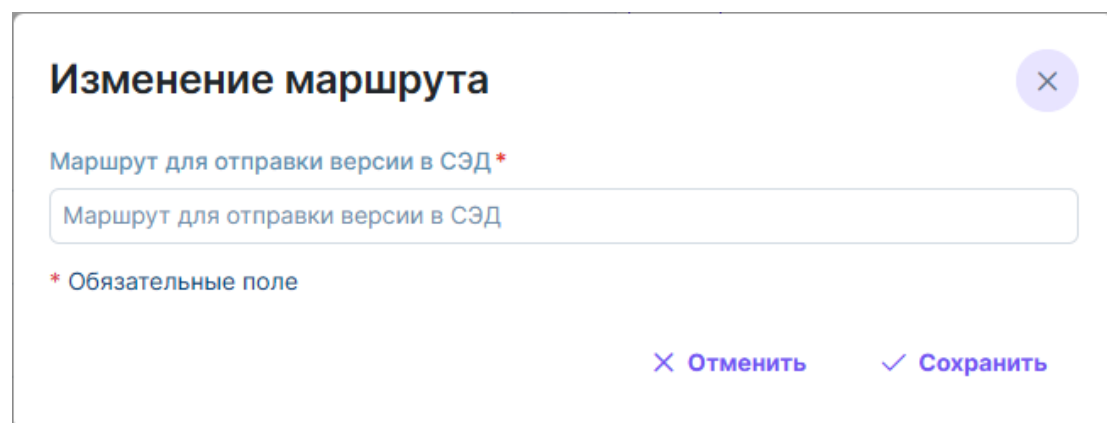 Изменение маршрута
Маршрут для отправки версии в СЭД *
Маршрут для отправки версии в СЭД
* Обязательные поле
Отменить Сохранить